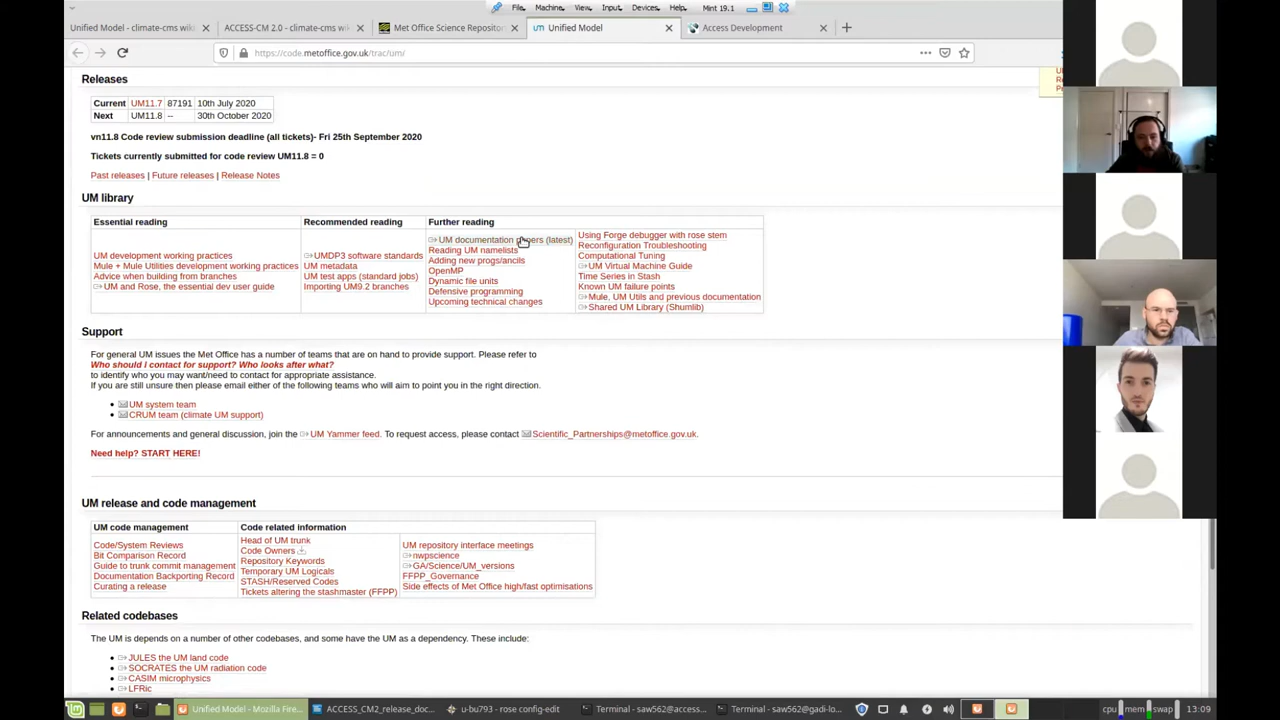 File, Machine, View, Input, Devices, Help, Mint 19.1
Unified Model - climate-cms wiki
ACCESS-CM 2.0 - climate-cms wi
Met Office Science Repositor
Unified Model
Access Development
https://code.metoffice.gov.uk/trac/um/
Releases
Current UM11.7 87191 10th July 2020
Next UM11.8 -- 30th October 2020
vn11.8 Code review submission deadline (all tickets)- Fri 25th September 2020
Tickets currently submitted for code review UM11.8 = 0
Past releases | Future releases | Release Notes
UM library
Essential reading
UM development working practices
Mule + Mule Utilities development working practices
Advice when building from branches
UM and Rose, the essential dev user guide
Recommended reading
UMDP3 software standards
UM metadata
UM test apps (standard jobs)
Importing UM9.2 branches
Further reading
UM documentation papers (latest)
Reading UM namelists
Adding new progs/ancils
OpenMP
Dynamic file units
Defensive programming
Upcoming technical changes
Using Forge debugger with rose stem
Reconfiguration Troubleshooting
Computational Tuning
UM Virtual Machine Guide
Time Series in Stash
Known UM failure points
Mule, UM Utils and previous documentation
Shared UM Library (Shumlib)
Support
For general UM issues the Met Office has a number of teams that are on hand to provide support. Please refer to
Who should I contact for support? Who looks after what?
to identify who you may want/need to contact for appropriate assistance.
If you are still unsure then please email either of the following teams who will aim to point you in the right direction.
UM system team
CRUM team (climate UM support)
For announcements and general discussion, join the UM Yammer feed. To request access, please contact Scientific_Partnerships@metoffice.gov.uk.
Need help? START HERE!
UM release and code management
UM code management
Code/System Reviews
Bit Comparison Record
Guide to trunk commit management
Documentation Backporting Record
Curating a release
Code related information
Head of UM trunk
Code Owners
Repository Keywords
Temporary UM Logicals
STASH/Reserved Codes
Tickets altering the stashmaster (FFPP)
UM repository interface meetings
nwpscience
GA/Science/UM_versions
FFPP_Governance
Side effects of Met Office high/fast optimisations
Related codebases
The UM is depends on a number of other codebases, and some have the UM as a dependency. These include:
JULES the UM land code
SOCRATES the UM radiation code
CASIM microphysics
LFRic
Unified Model - Mozilla Fire...
ACCESS_CM2_release_doc...
u-bu793 - rose config-edit
Terminal - saw562@access...
Terminal - saw562@gadi-lo...
cpu mem swap 13:09